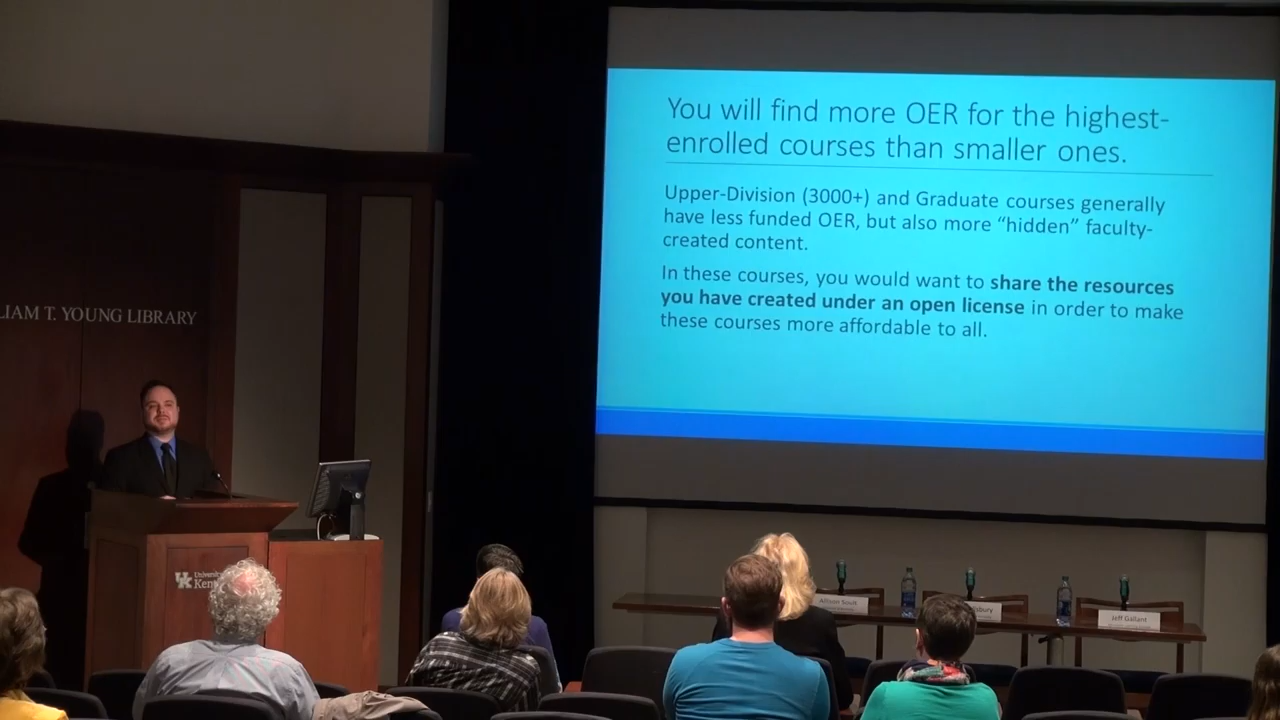 You will find more OER for the highest-
enrolled courses than smaller ones.
Upper-Division (3000+) and Graduate courses generally
have less funded OER, but also more “hidden” faculty-
created content.
In these courses, you would want to share the resources
you have created under an open license in order to make
these courses more affordable to all.
LIAM T. YOUNG LIBRARY
UK
Allison Soult
lsbury
Jeff Gallant